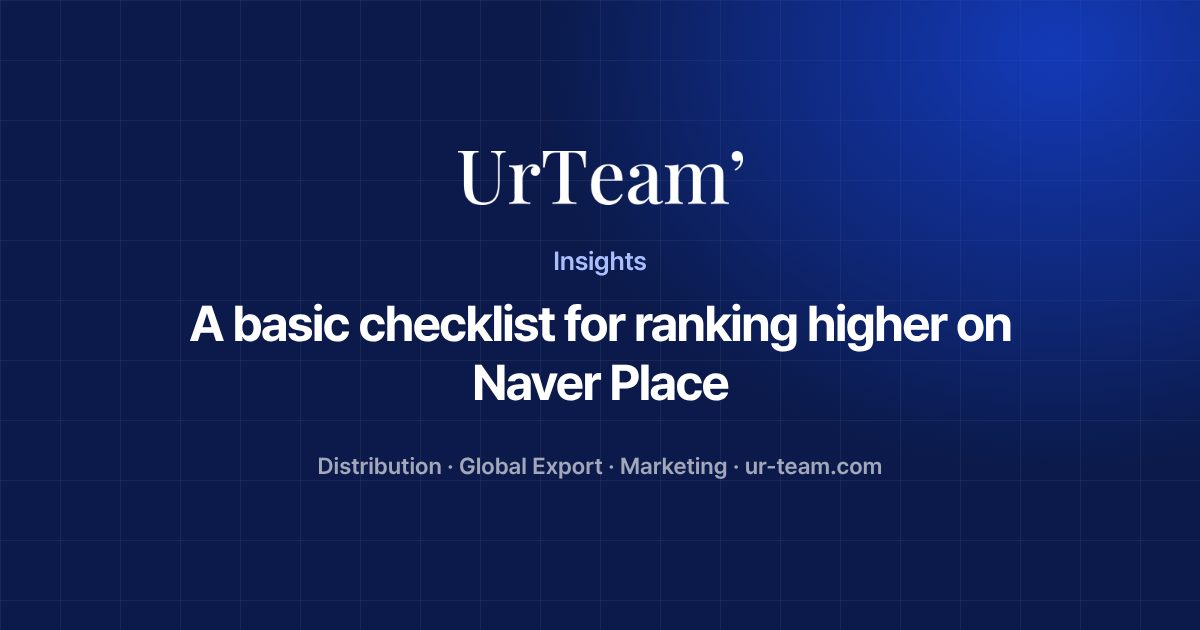 UrTeam’
Insights
A basic checklist for ranking higher on
Naver Place
Distribution · Global Export · Marketing · ur-team.com